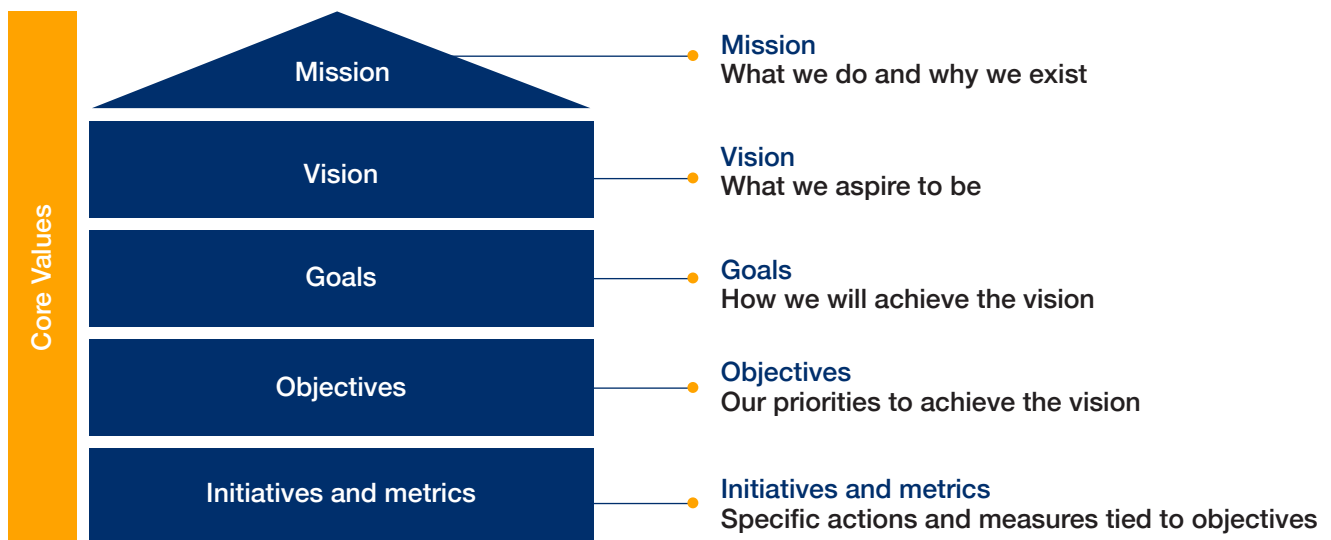 Core Values
Mission
Vision
Goals
Objectives
Initiatives and metrics
Mission
What we do and why we exist
Vision
What we aspire to be
Goals
How we will achieve the vision
Objectives
Our priorities to achieve the vision
Initiatives and metrics
Specific actions and measures tied to objectives